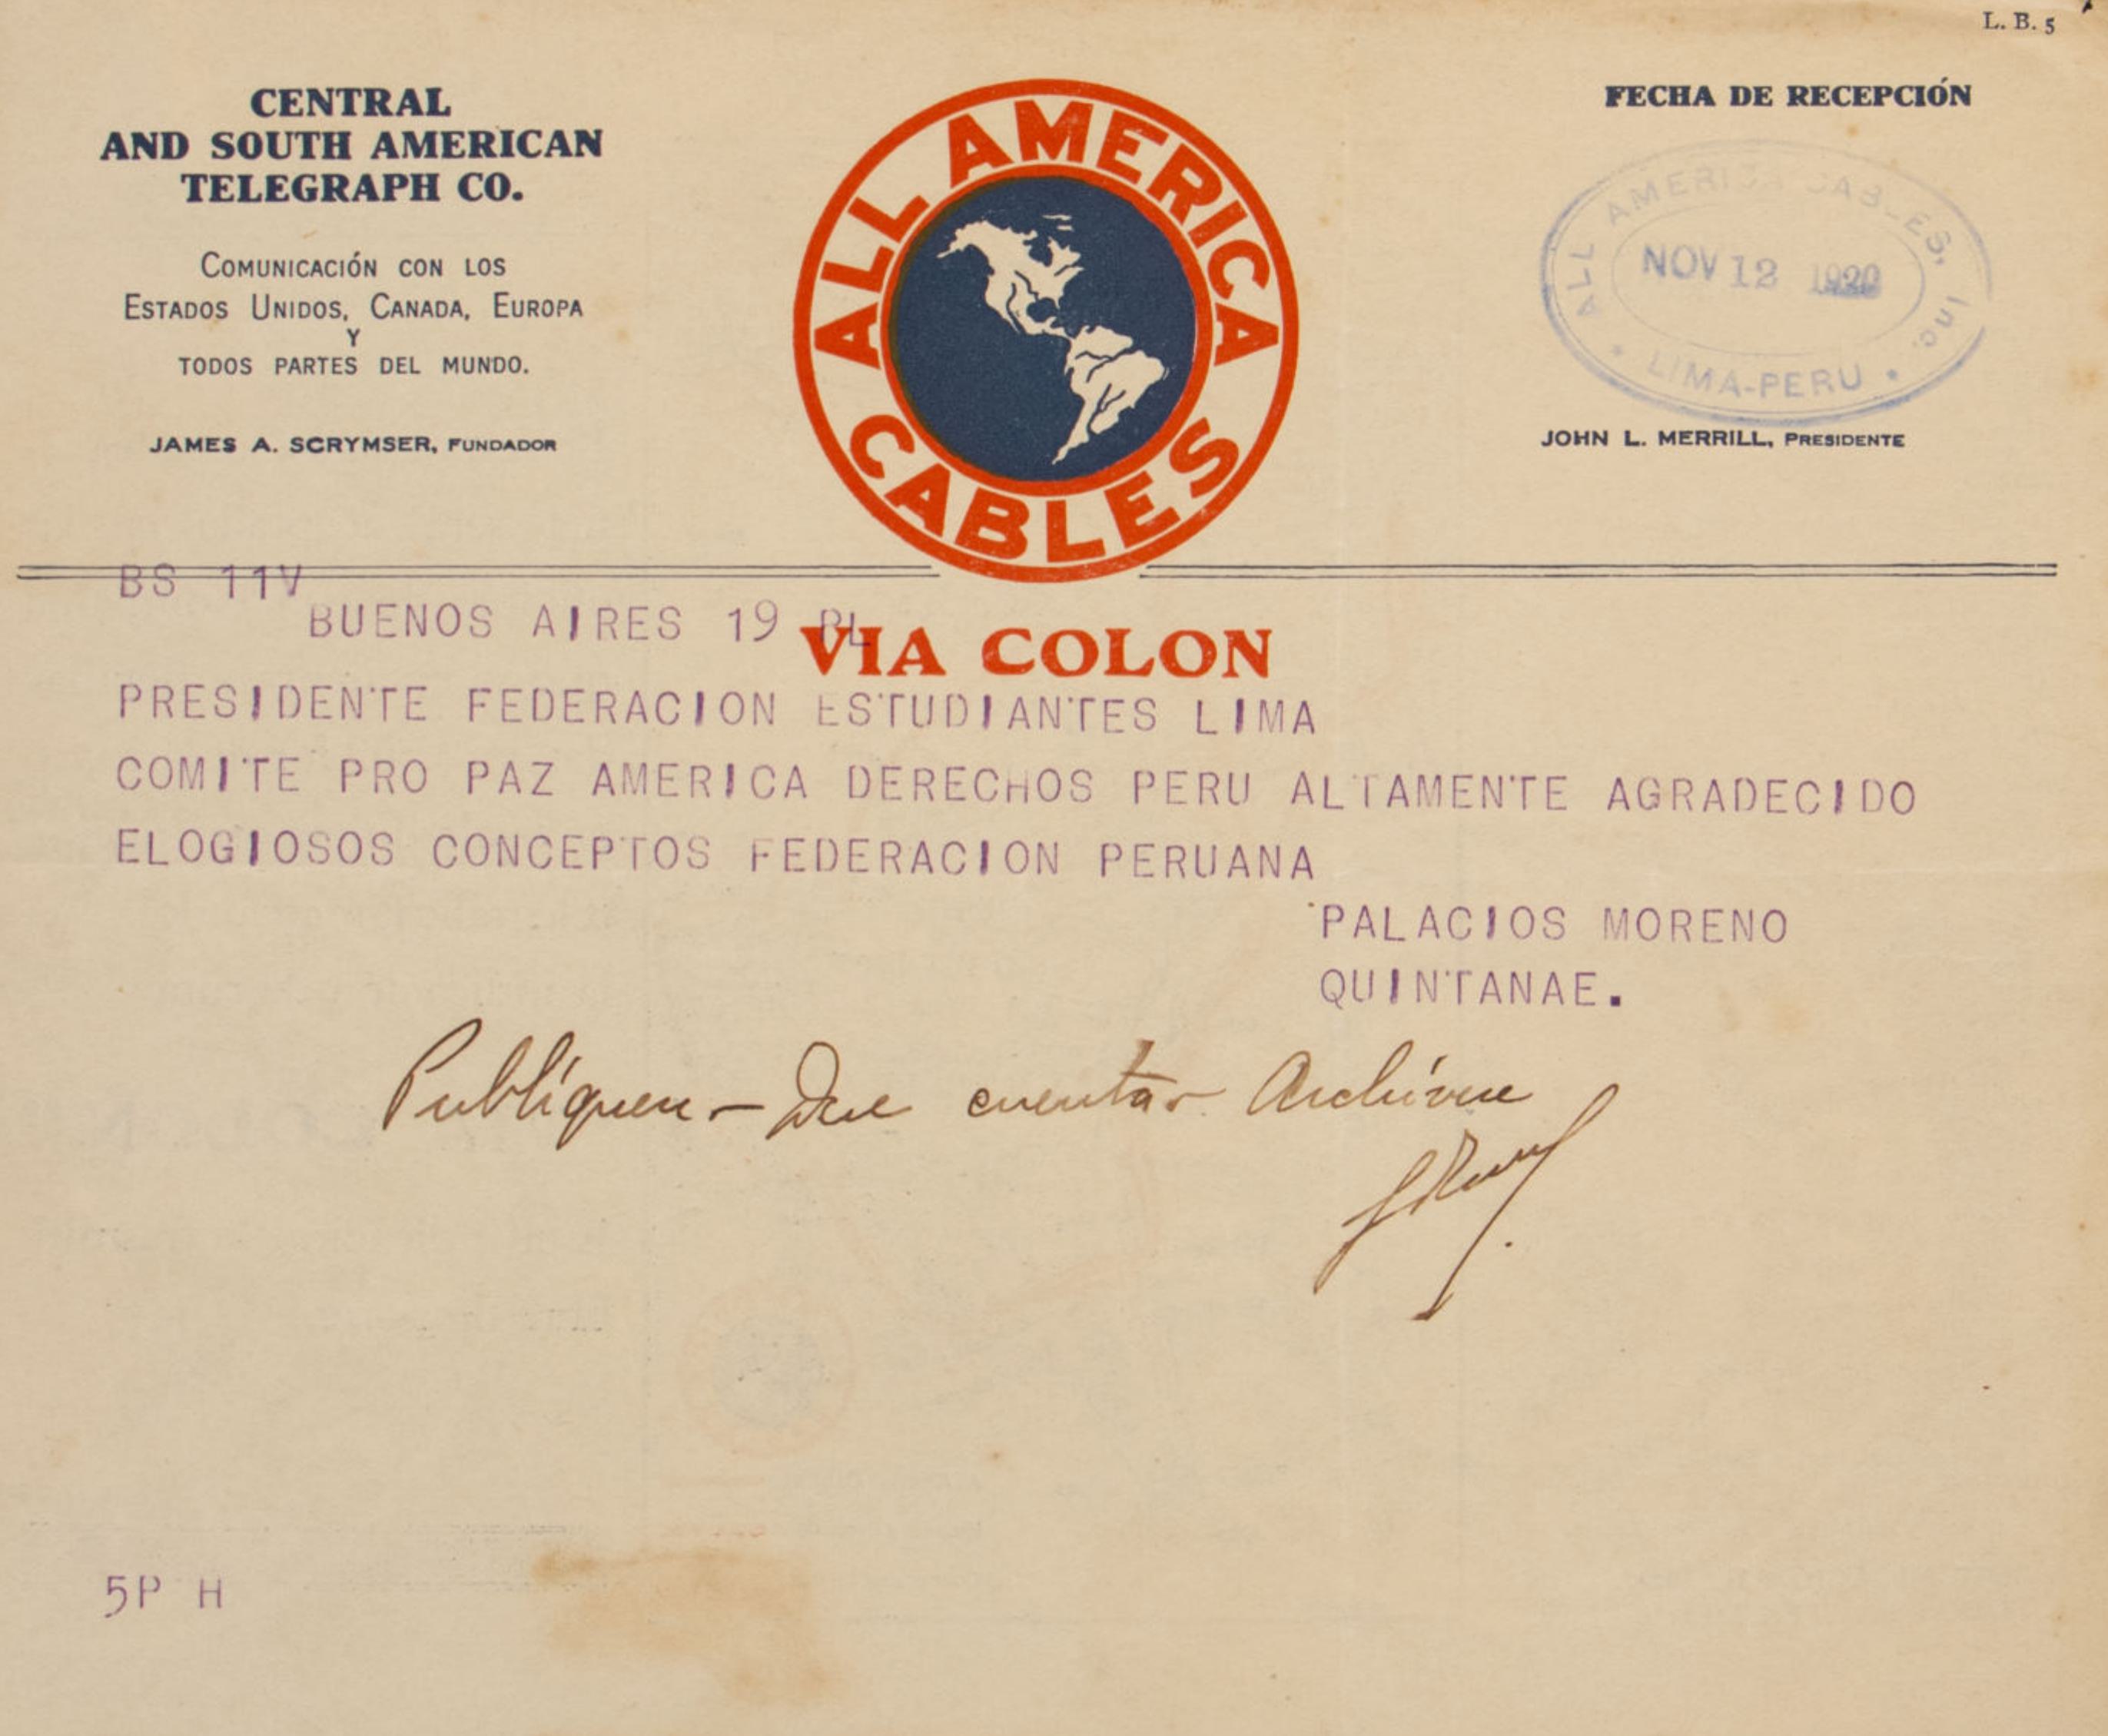 L. B. 5
CENTRAL
AND SOUTH AMERICAN
TELEGRAPH CO.
COMUNICACIÓN CON LOS
ESTADOS UNIDOS, CANADA, EUROPA
Y
TODOS PARTES DEL MUNDO.
JAMES A. SCRYMSER, FUNDADOR
ALL AMERICA
CABLES
FECHA DE RECEPCIÓN
ALL AMERICA CABLES, Inc.
NOV 12 1920
LIMA-PERU
JOHN L. MERRILL, PRESIDENTE
BS 11V
BUENOS AIRES 19
VIA COLON
PRESIDENTE FEDERACION ESTUDIANTES LIMA
COMITE PRO PAZ AMERICA DERECHOS PERU ALTAMENTE AGRADECIDO
ELOGIOSOS CONCEPTOS FEDERACION PERUANA
PALACIOS MORENO
QUINTANAE.
Publíquese – Dese cuenta – Archívese
5P H